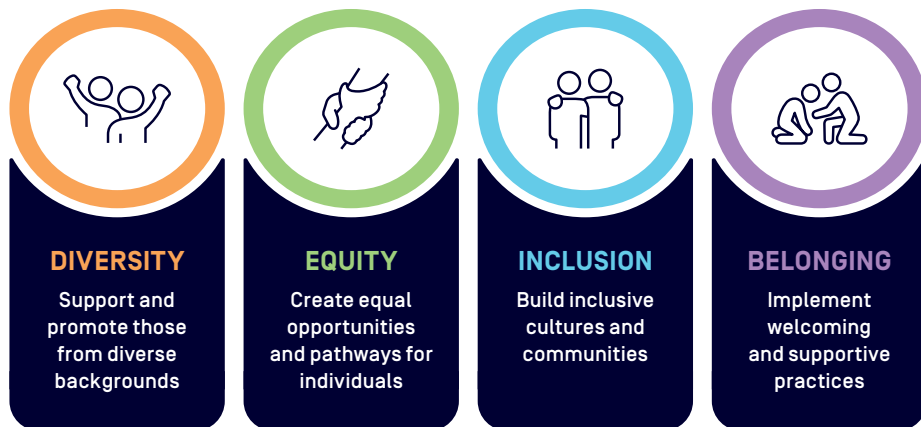 DIVERSITY
Support and
promote those
from diverse
backgrounds
EQUITY
Create equal
opportunities
and pathways for
individuals
INCLUSION
Build inclusive
cultures and
communities
BELONGING
Implement
welcoming
and supportive
practices